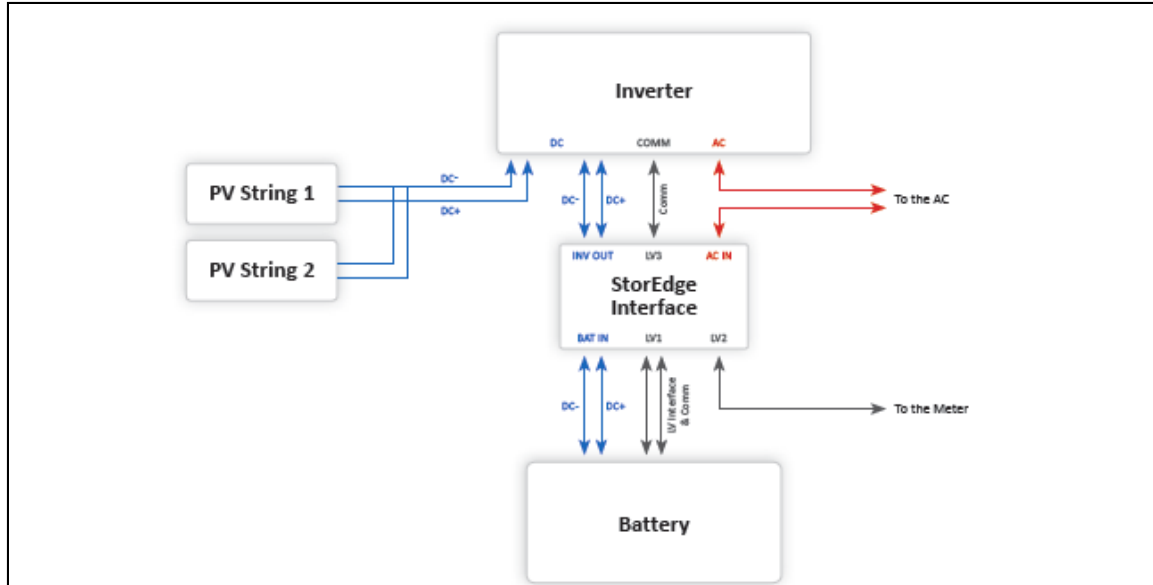 Inverter
DC COMM AC
PV String 1
DC-
DC+
PV String 2
DC- DC+ Comm
To the AC
INV OUT LV3 AC IN
StorEdge
Interface
BAT IN LV1 LV2
DC- DC+
LV Interface
& Comm
To the Meter
Battery